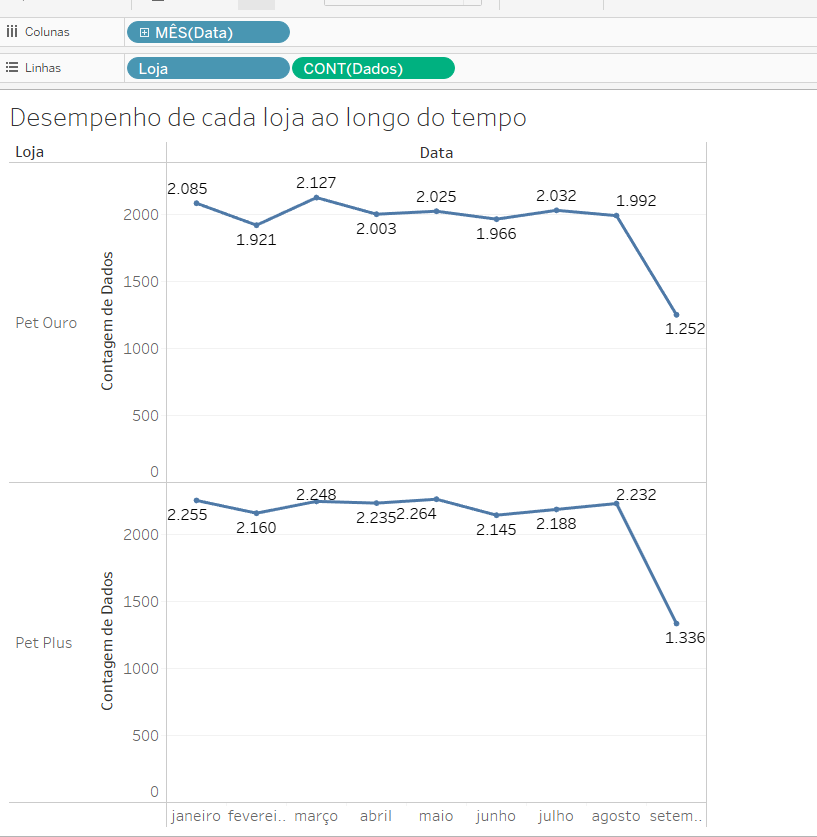 Colunas
MÊS(Data)
Linhas
Loja
CONT(Dados)
Desempenho de cada loja ao longo do tempo
Loja
Data
Pet Ouro
Contagem de Dados
2000
1500
1000
500
0
2.085
1.921
2.127
2.003
2.025
1.966
2.032
1.992
1.252
Pet Plus
Contagem de Dados
2000
1500
1000
500
0
2.255
2.160
2.248
2.235
2.264
2.145
2.188
2.232
1.336
janeiro feverei.. março abril maio junho julho agosto setem..